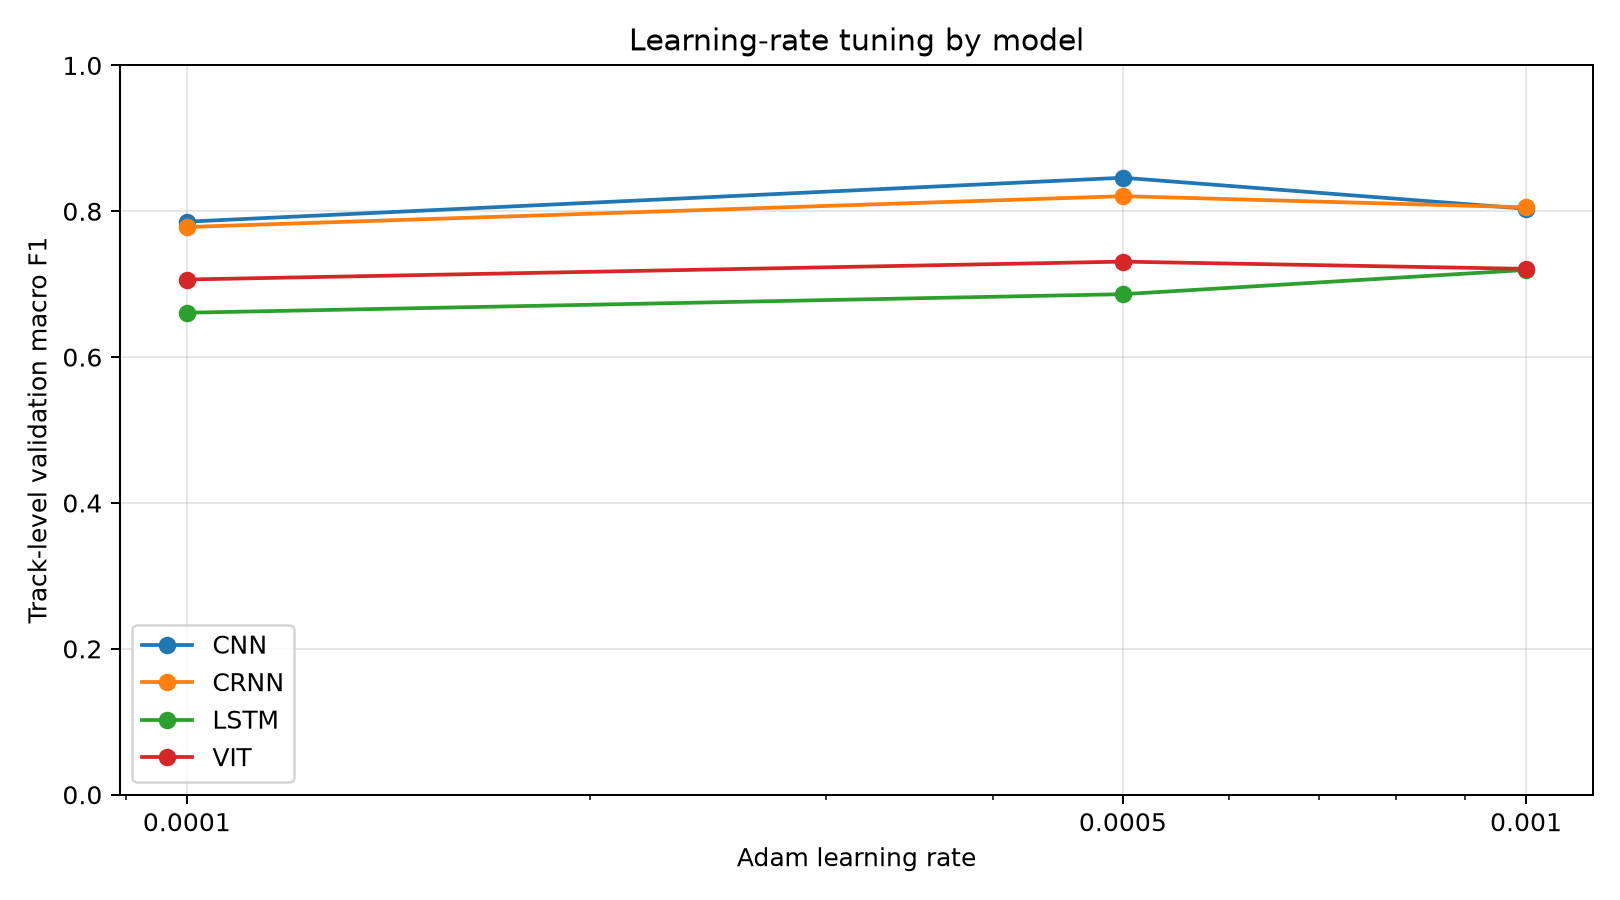 Learning-rate tuning by model
Track-level validation macro F1
1.0
0.8
0.6
0.4
0.2
0.0
CNN
CRNN
LSTM
VIT
0.0001
0.0005
0.001
Adam learning rate